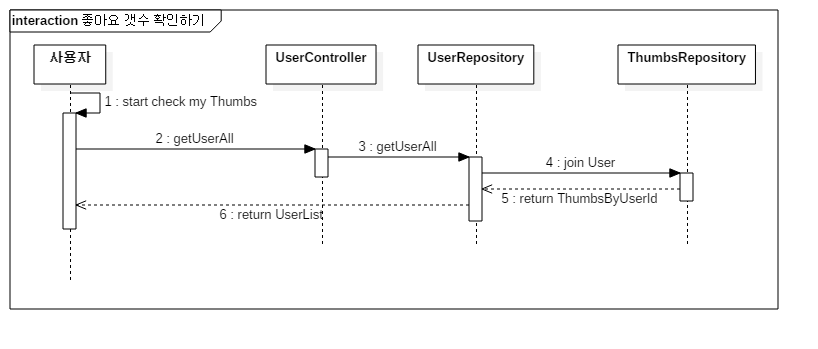 interaction 좋아요 갯수 확인하기
사용자
UserController
UserRepository
ThumbsRepository
1 : start check my Thumbs
2 : getUserAll
3 : getUserAll
4 : join User
5 : return ThumbsByUserId
6 : return UserList